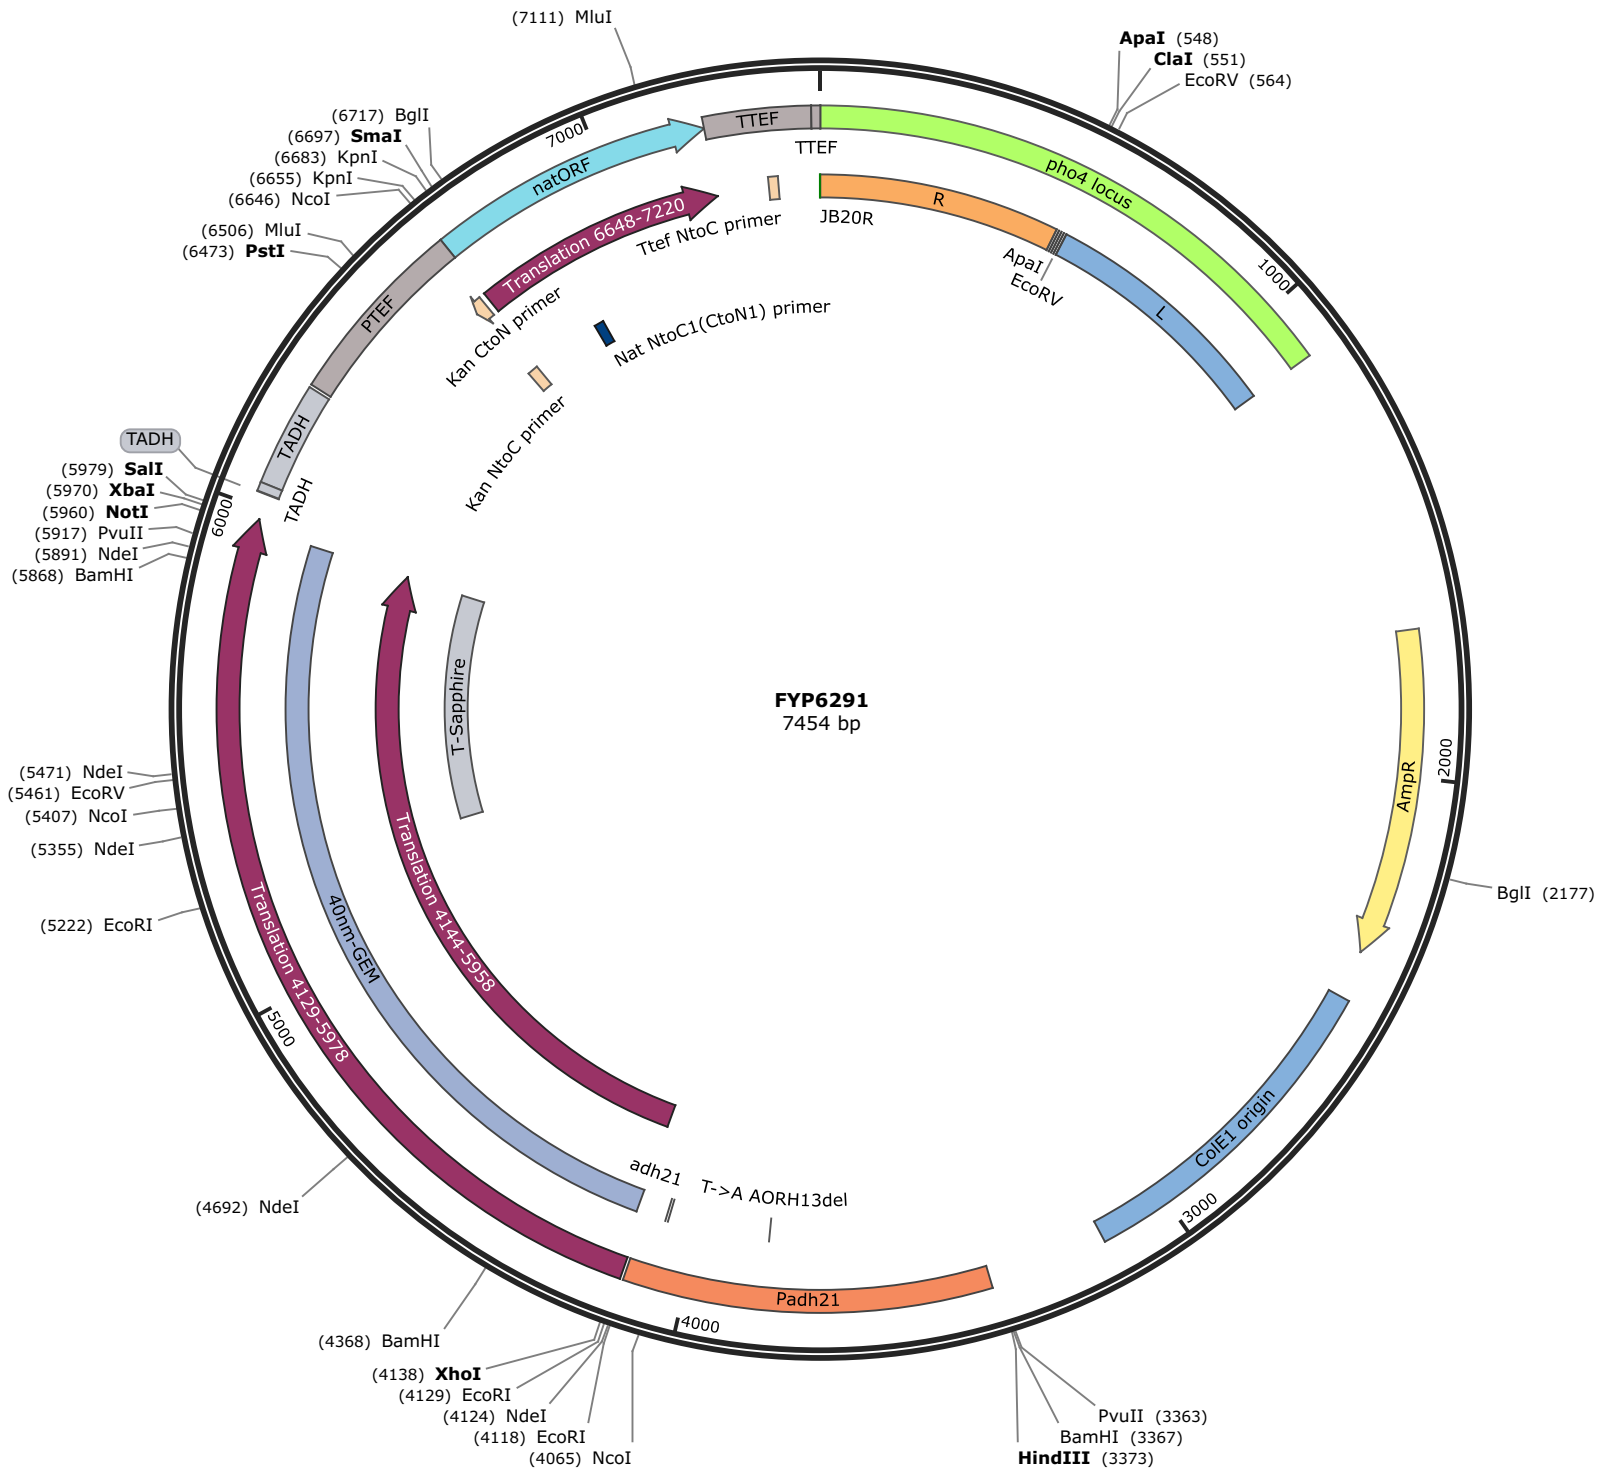 (7111) MluI
ApaI (548)
ClaI (551)
EcoRV (564)
(6717) BglI
(6697) SmaI
(6683) KpnI
(6655) KpnI
(6646) NcoI
(6506) MluI
(6473) PstI
7000
TTEF
TTEF
natORF
pho4 locus
Translation 6648-7220
Ttef NtoC primer
R
JB20R
ApaI
EcoRV
1000
L
PTEF
Kan CtoN primer
Nat NtoC1(CtoN1) primer
Kan NtoC primer
TADH
TADH
TADH
(5979) SalI
(5970) XbaI
(5960) NotI
(5917) PvuII
(5891) NdeI
(5868) BamHI
6000
T-Sapphire
FYP6291
7454 bp
2000
AmpR
(5471) NdeI
(5461) EcoRV
(5407) NcoI
(5355) NdeI
(5222) EcoRI
BglI (2177)
Translation 4129-5978
40nm-GEM
Translation 4144-5958
5000
ColE1 origin
3000
adh21
T->A AORH13del
(4692) NdeI
Padh21
4000
(4368) BamHI
(4138) XhoI
(4129) EcoRI
(4124) NdeI
(4118) EcoRI
(4065) NcoI
PvuII (3363)
BamHI (3367)
HindIII (3373)